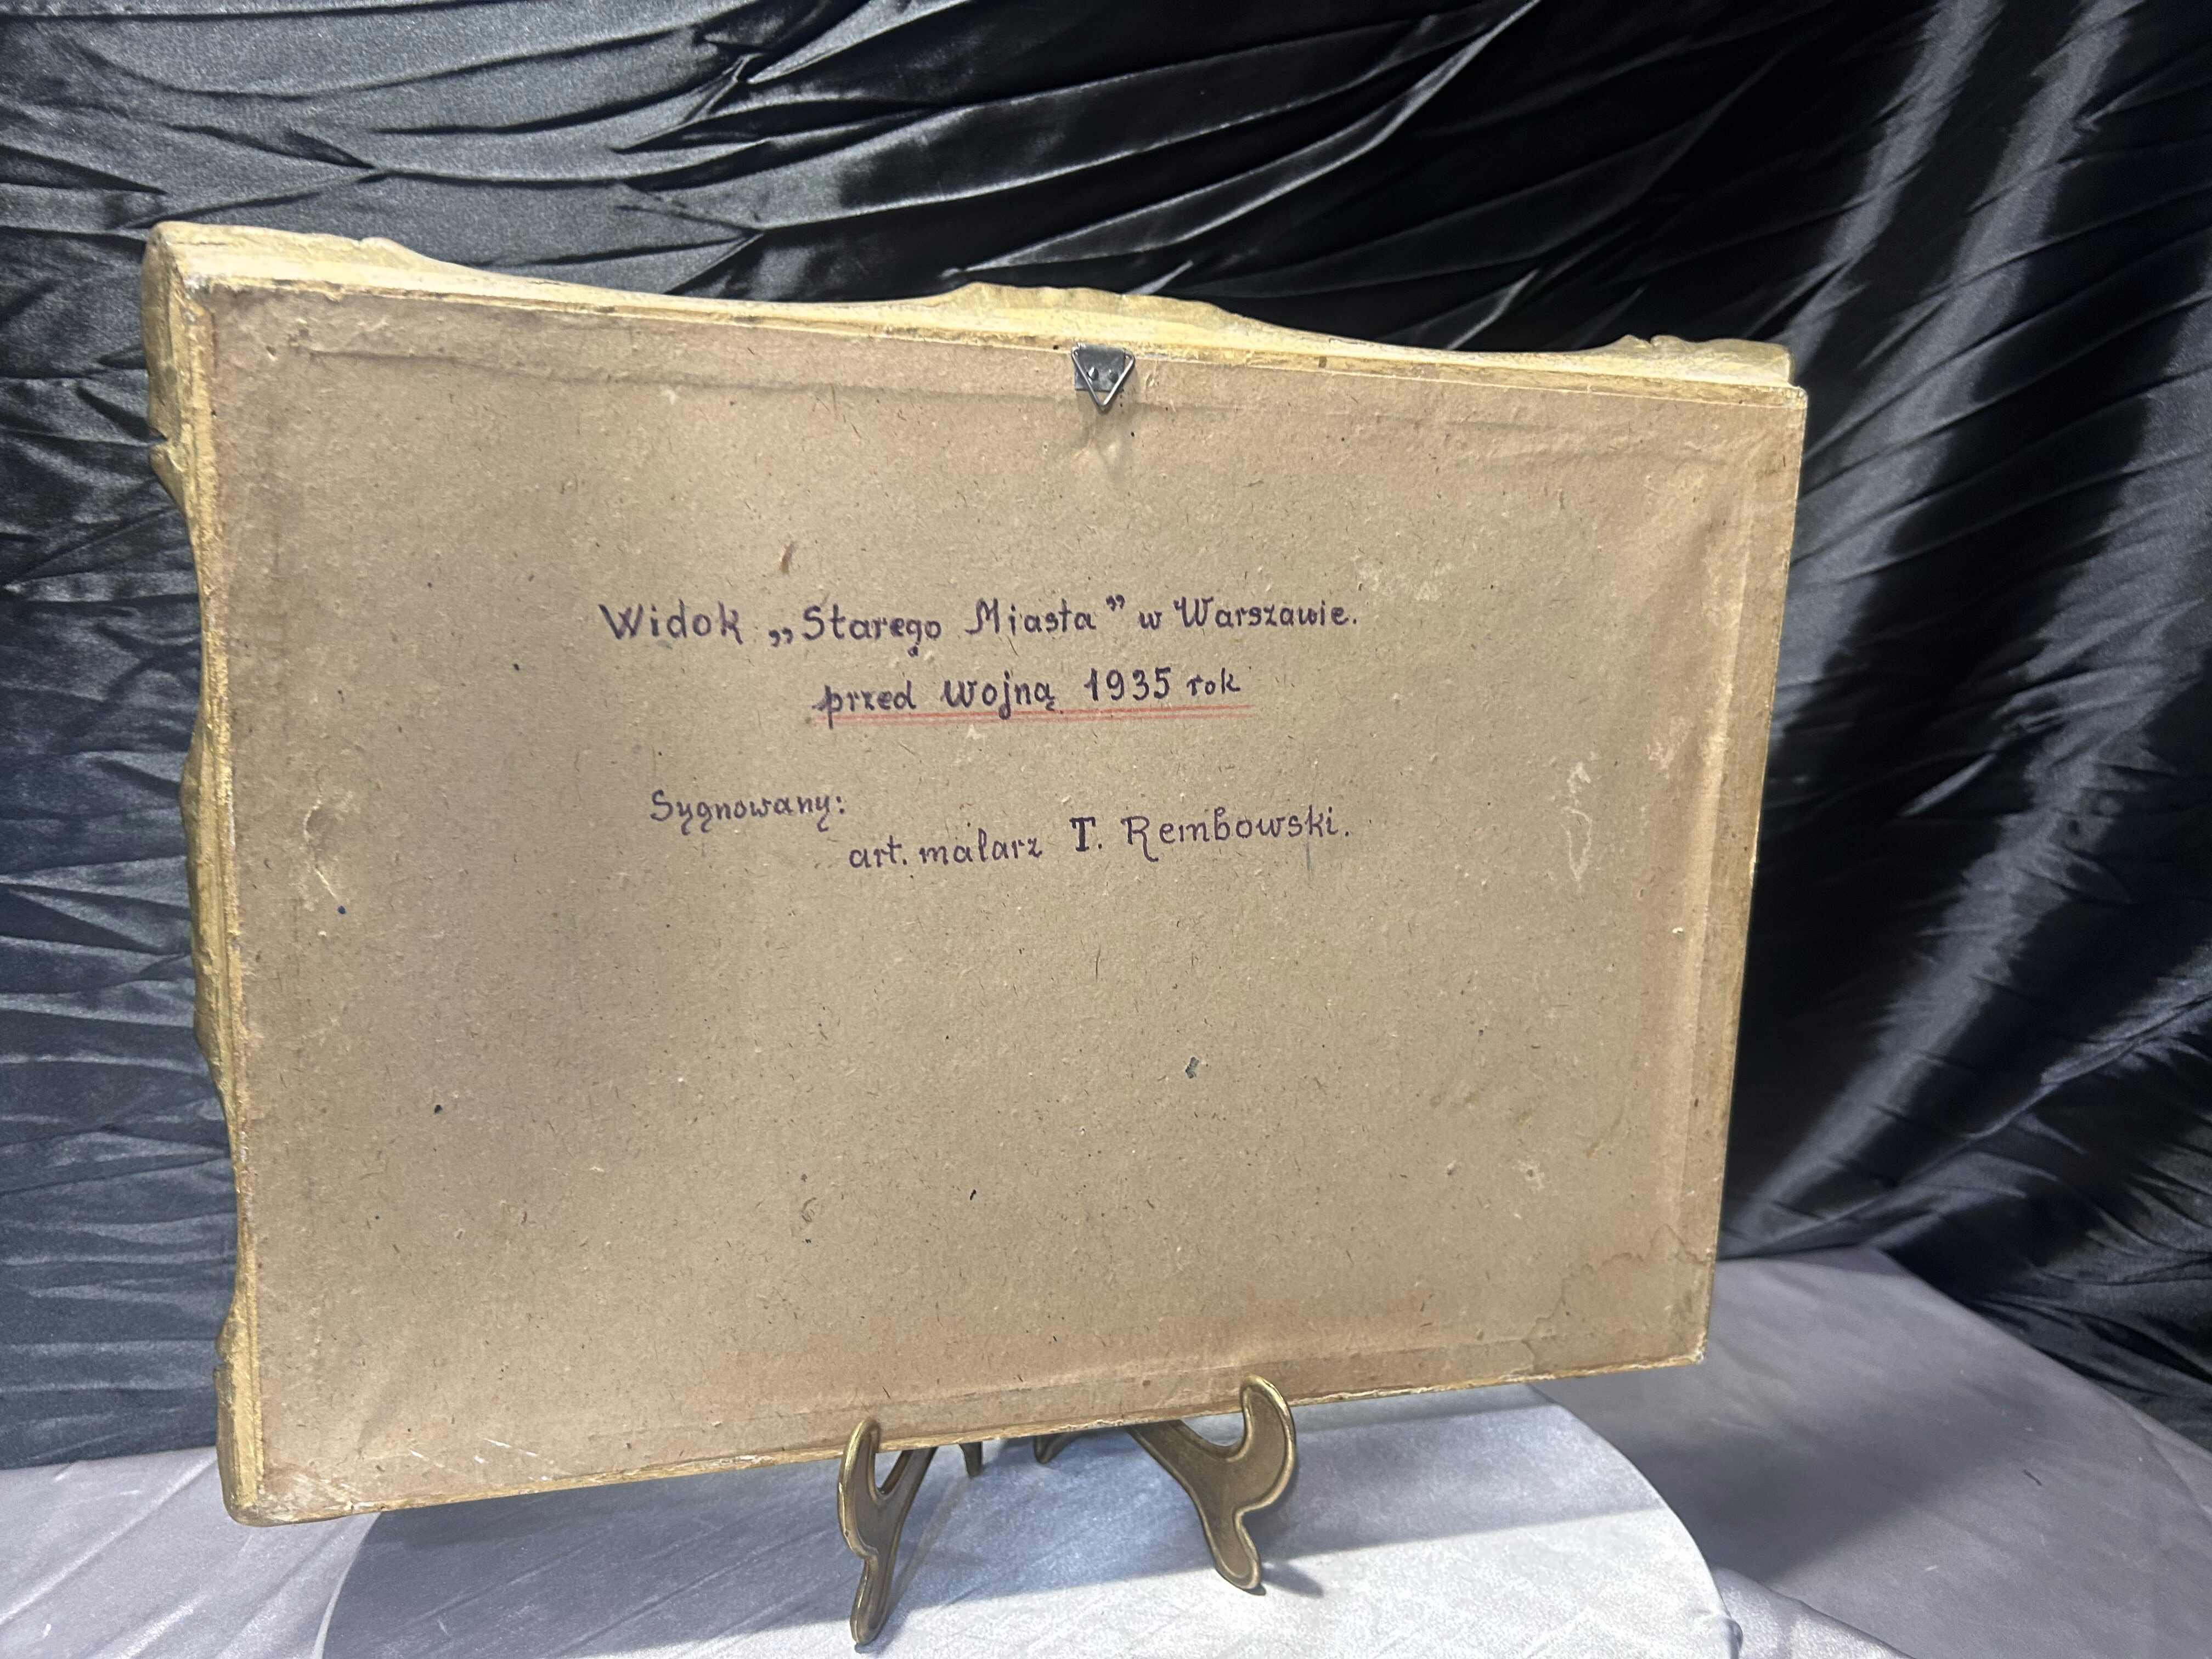 Widok „Starego Miasta” w Warszawie.
przed Wojną 1935 rok
Sygnowany:
art. malarz T. Rembowski.